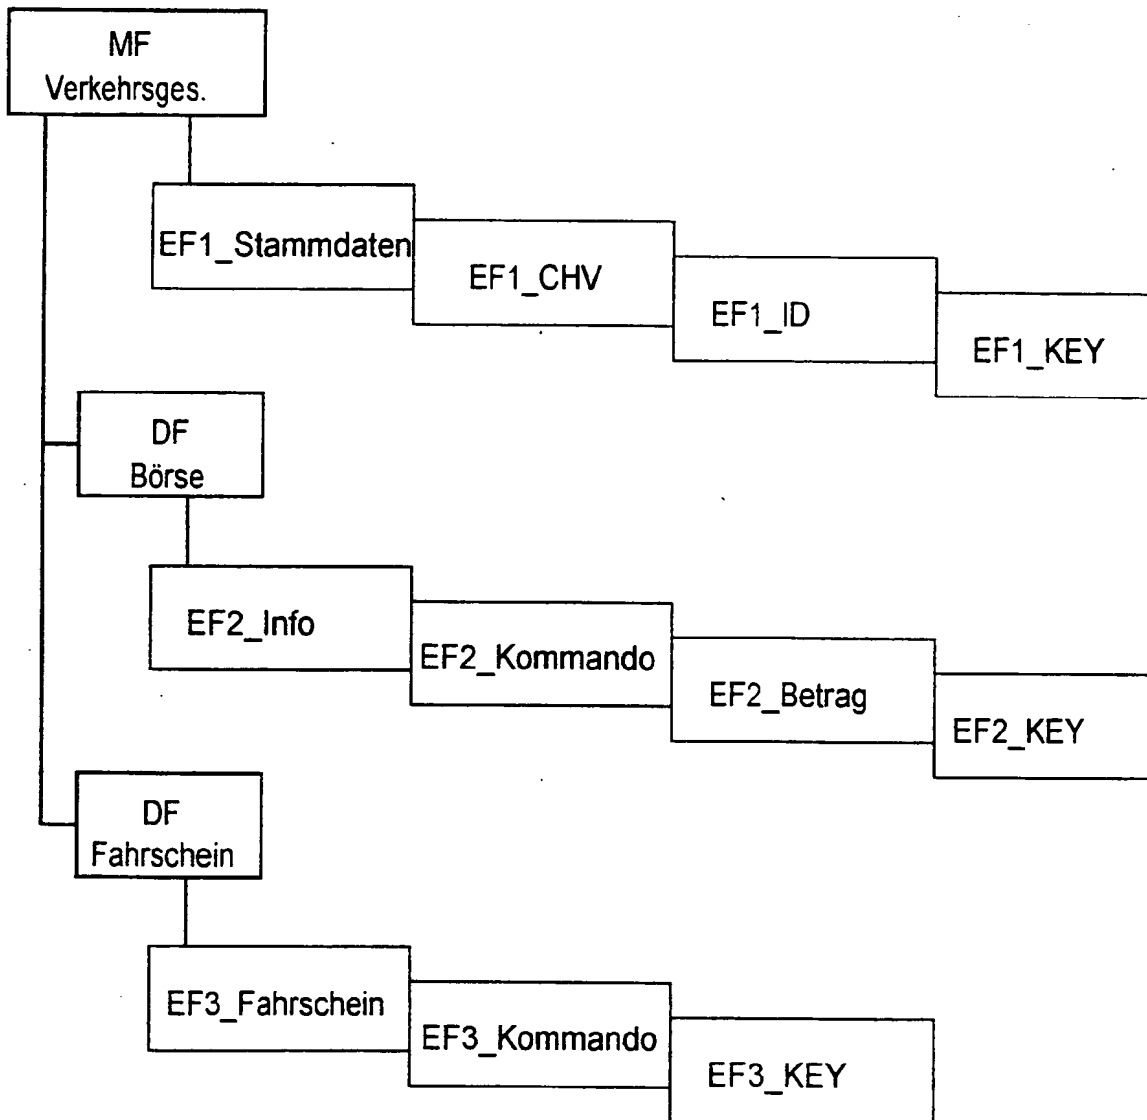 MF
Verkehrsges.
EF1_Stammdaten
EF1_CHV
EF1_ID
EF1_KEY
DF
Börse
EF2_Info
EF2_Kommando
EF2_Betrag
EF2_KEY
DF
Fahrschein
EF3_Fahrschein
EF3_Kommando
EF3_KEY